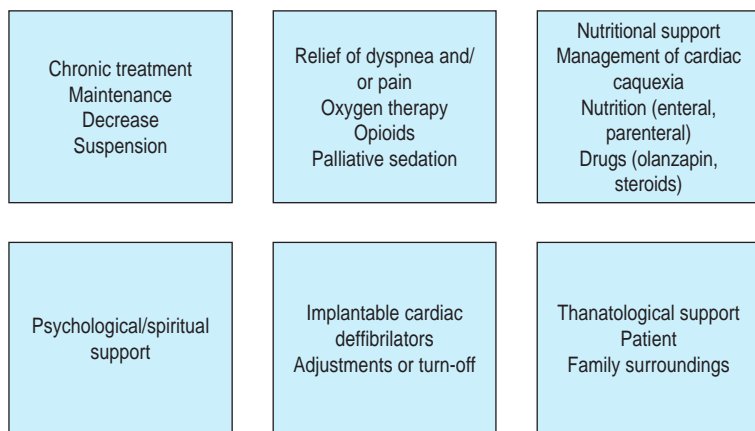 Chronic treatment
Maintenance
Decrease
Suspension
Relief of dyspnea and/
or pain
Oxygen therapy
Opioids
Palliative sedation
Nutritional support
Management of cardiac
caquexia
Nutrition (enteral,
parenteral)
Drugs (olanzapin,
steroids)
Psychological/spiritual
support
Implantable cardiac
deffibrilators
Adjustments or turn-off
Thanatological support
Patient
Family surroundings